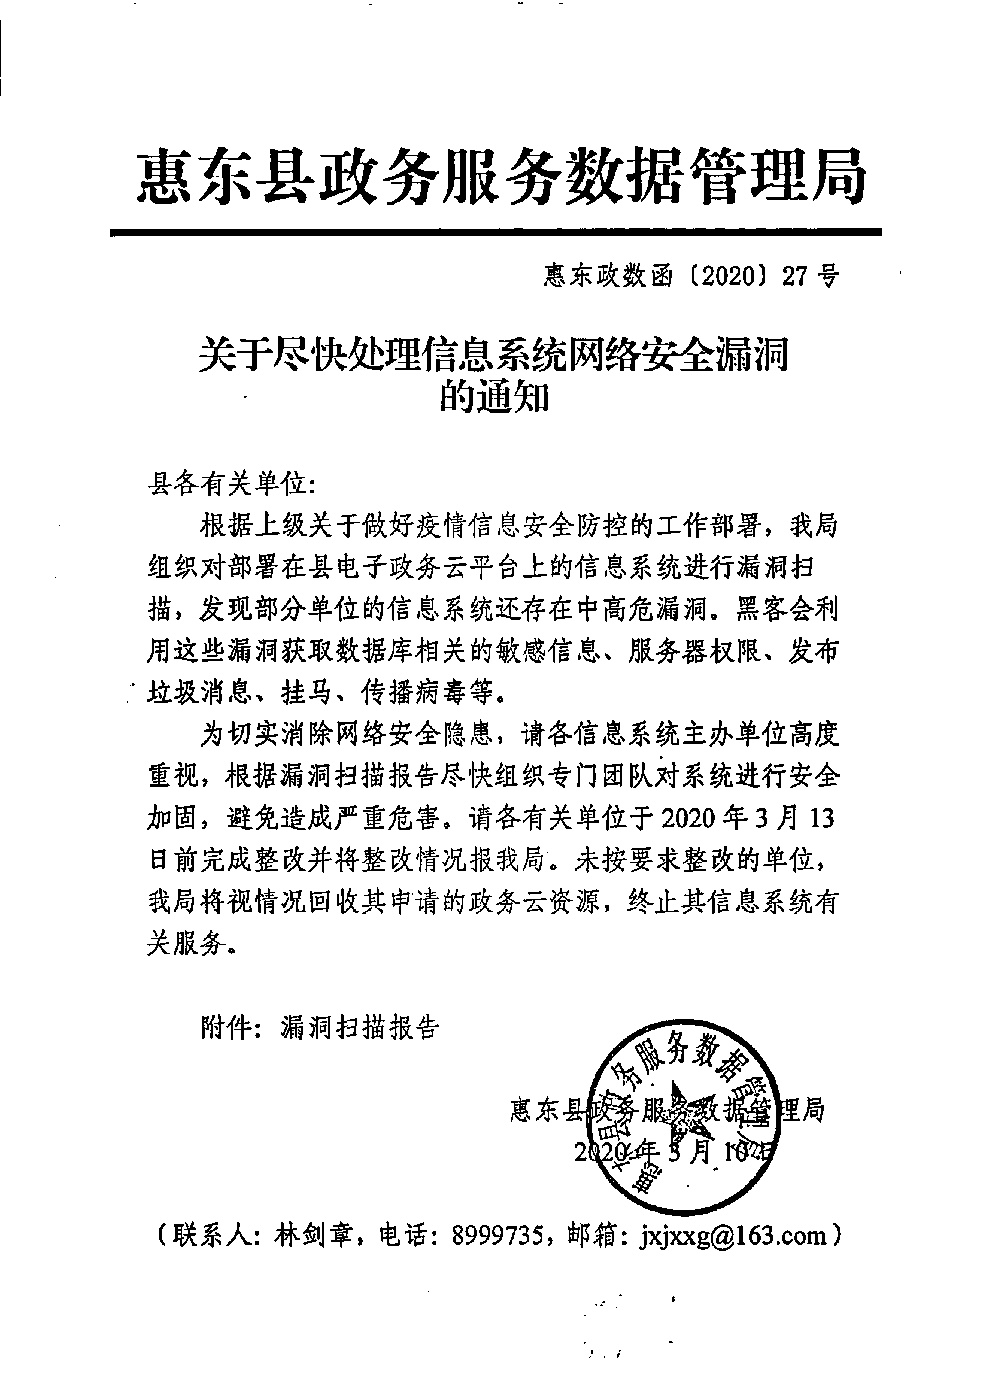 惠东县政务服务数据管理局
惠东政数函〔2020〕27号
关于尽快处理信息系统网络安全漏洞
的通知
县各有关单位：
根据上级关于做好疫情信息安全防控的工作部署，我局
组织对部署在县电子政务云平台上的信息系统进行漏洞扫
描，发现部分单位的信息系统还存在中高危漏洞。黑客会利
用这些漏洞获取数据库相关的敏感信息、服务器权限、发布
垃圾消息、挂马、传播病毒等。
为切实消除网络安全隐患，请各信息系统主办单位高度
重视，根据漏洞扫描报告尽快组织专门团队对系统进行安全
加固，避免造成严重危害。请各有关单位于2020年3月13
日前完成整改并将整改情况报我局。未按要求整改的单位，
我局将视情况回收其申请的政务云资源，终止其信息系统有
关服务。
附件：漏洞扫描报告
惠东县政务服务数据管理局
惠东县政务服务数据管理局
2020年3月10日
（联系人：林剑章，电话：8999735，邮箱：jxjxxg@163.com）